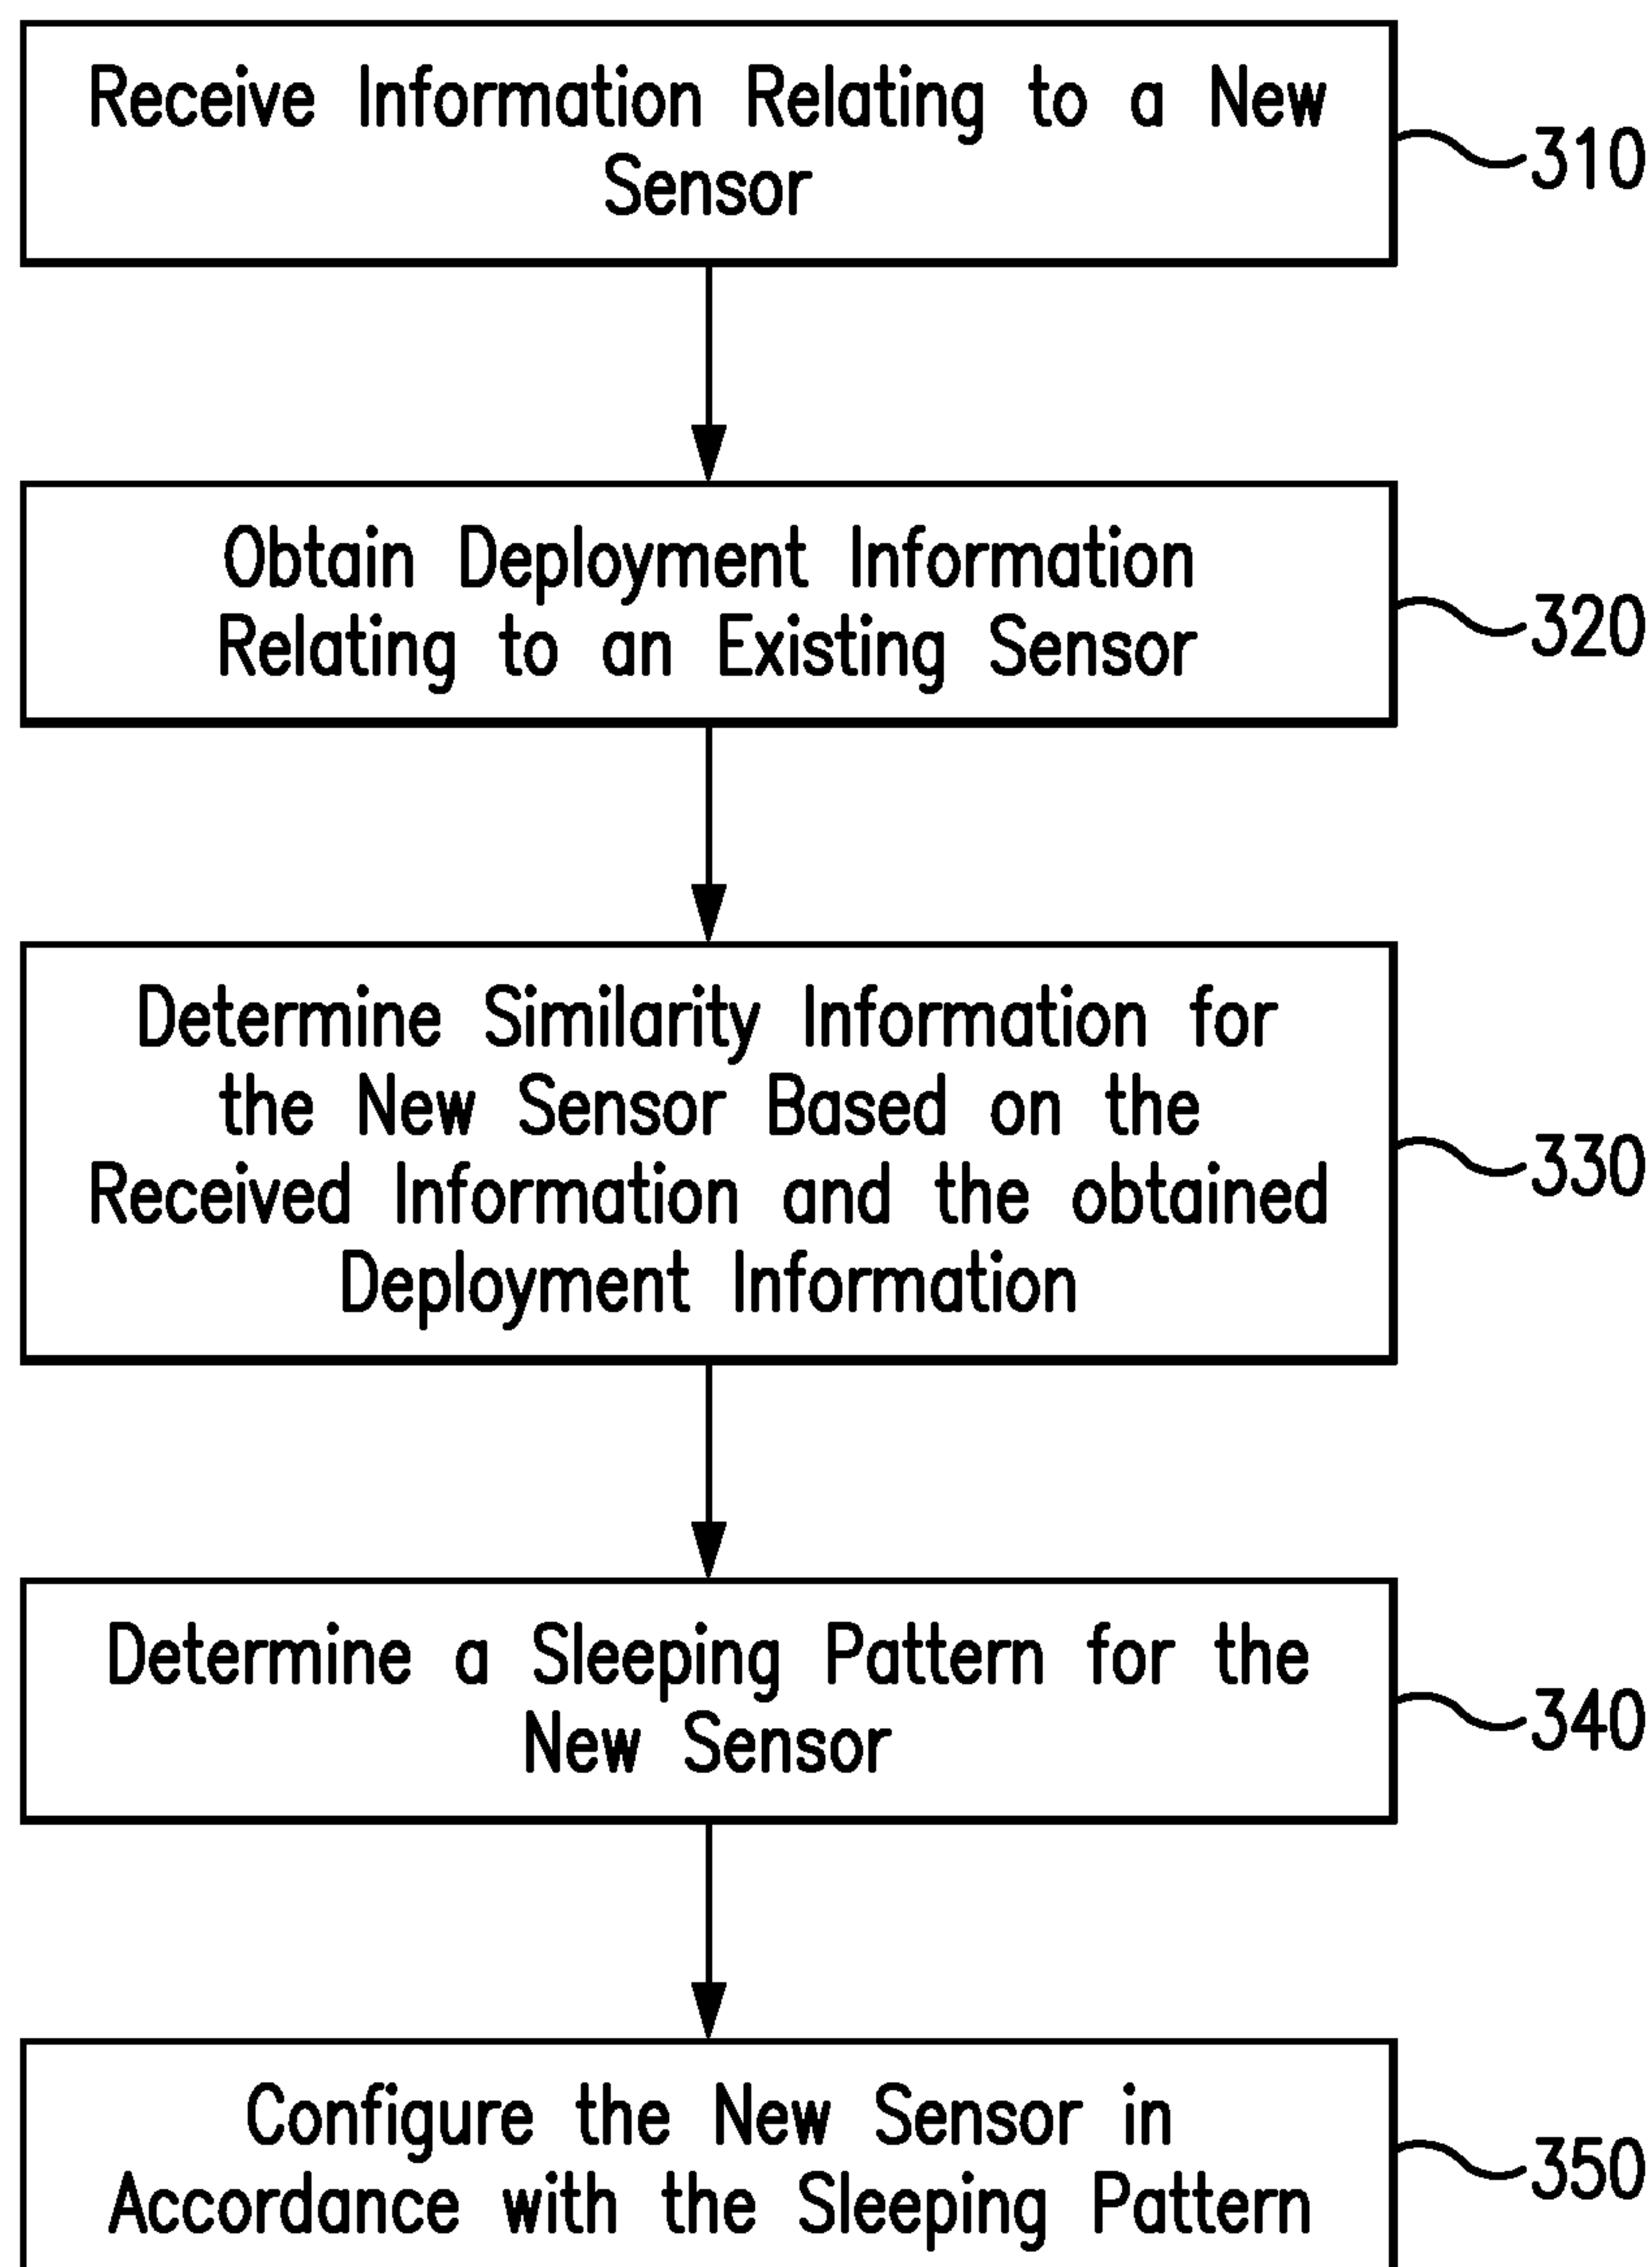 Receive Information Relating to a New
Sensor
310
Obtain Deployment Information
Relating to an Existing Sensor
320
Determine Similarity Information for
the New Sensor Based on the
Received Information and the obtained
Deployment Information
330
Determine a Sleeping Pattern for the
New Sensor
340
Configure the New Sensor in
Accordance with the Sleeping Pattern
350